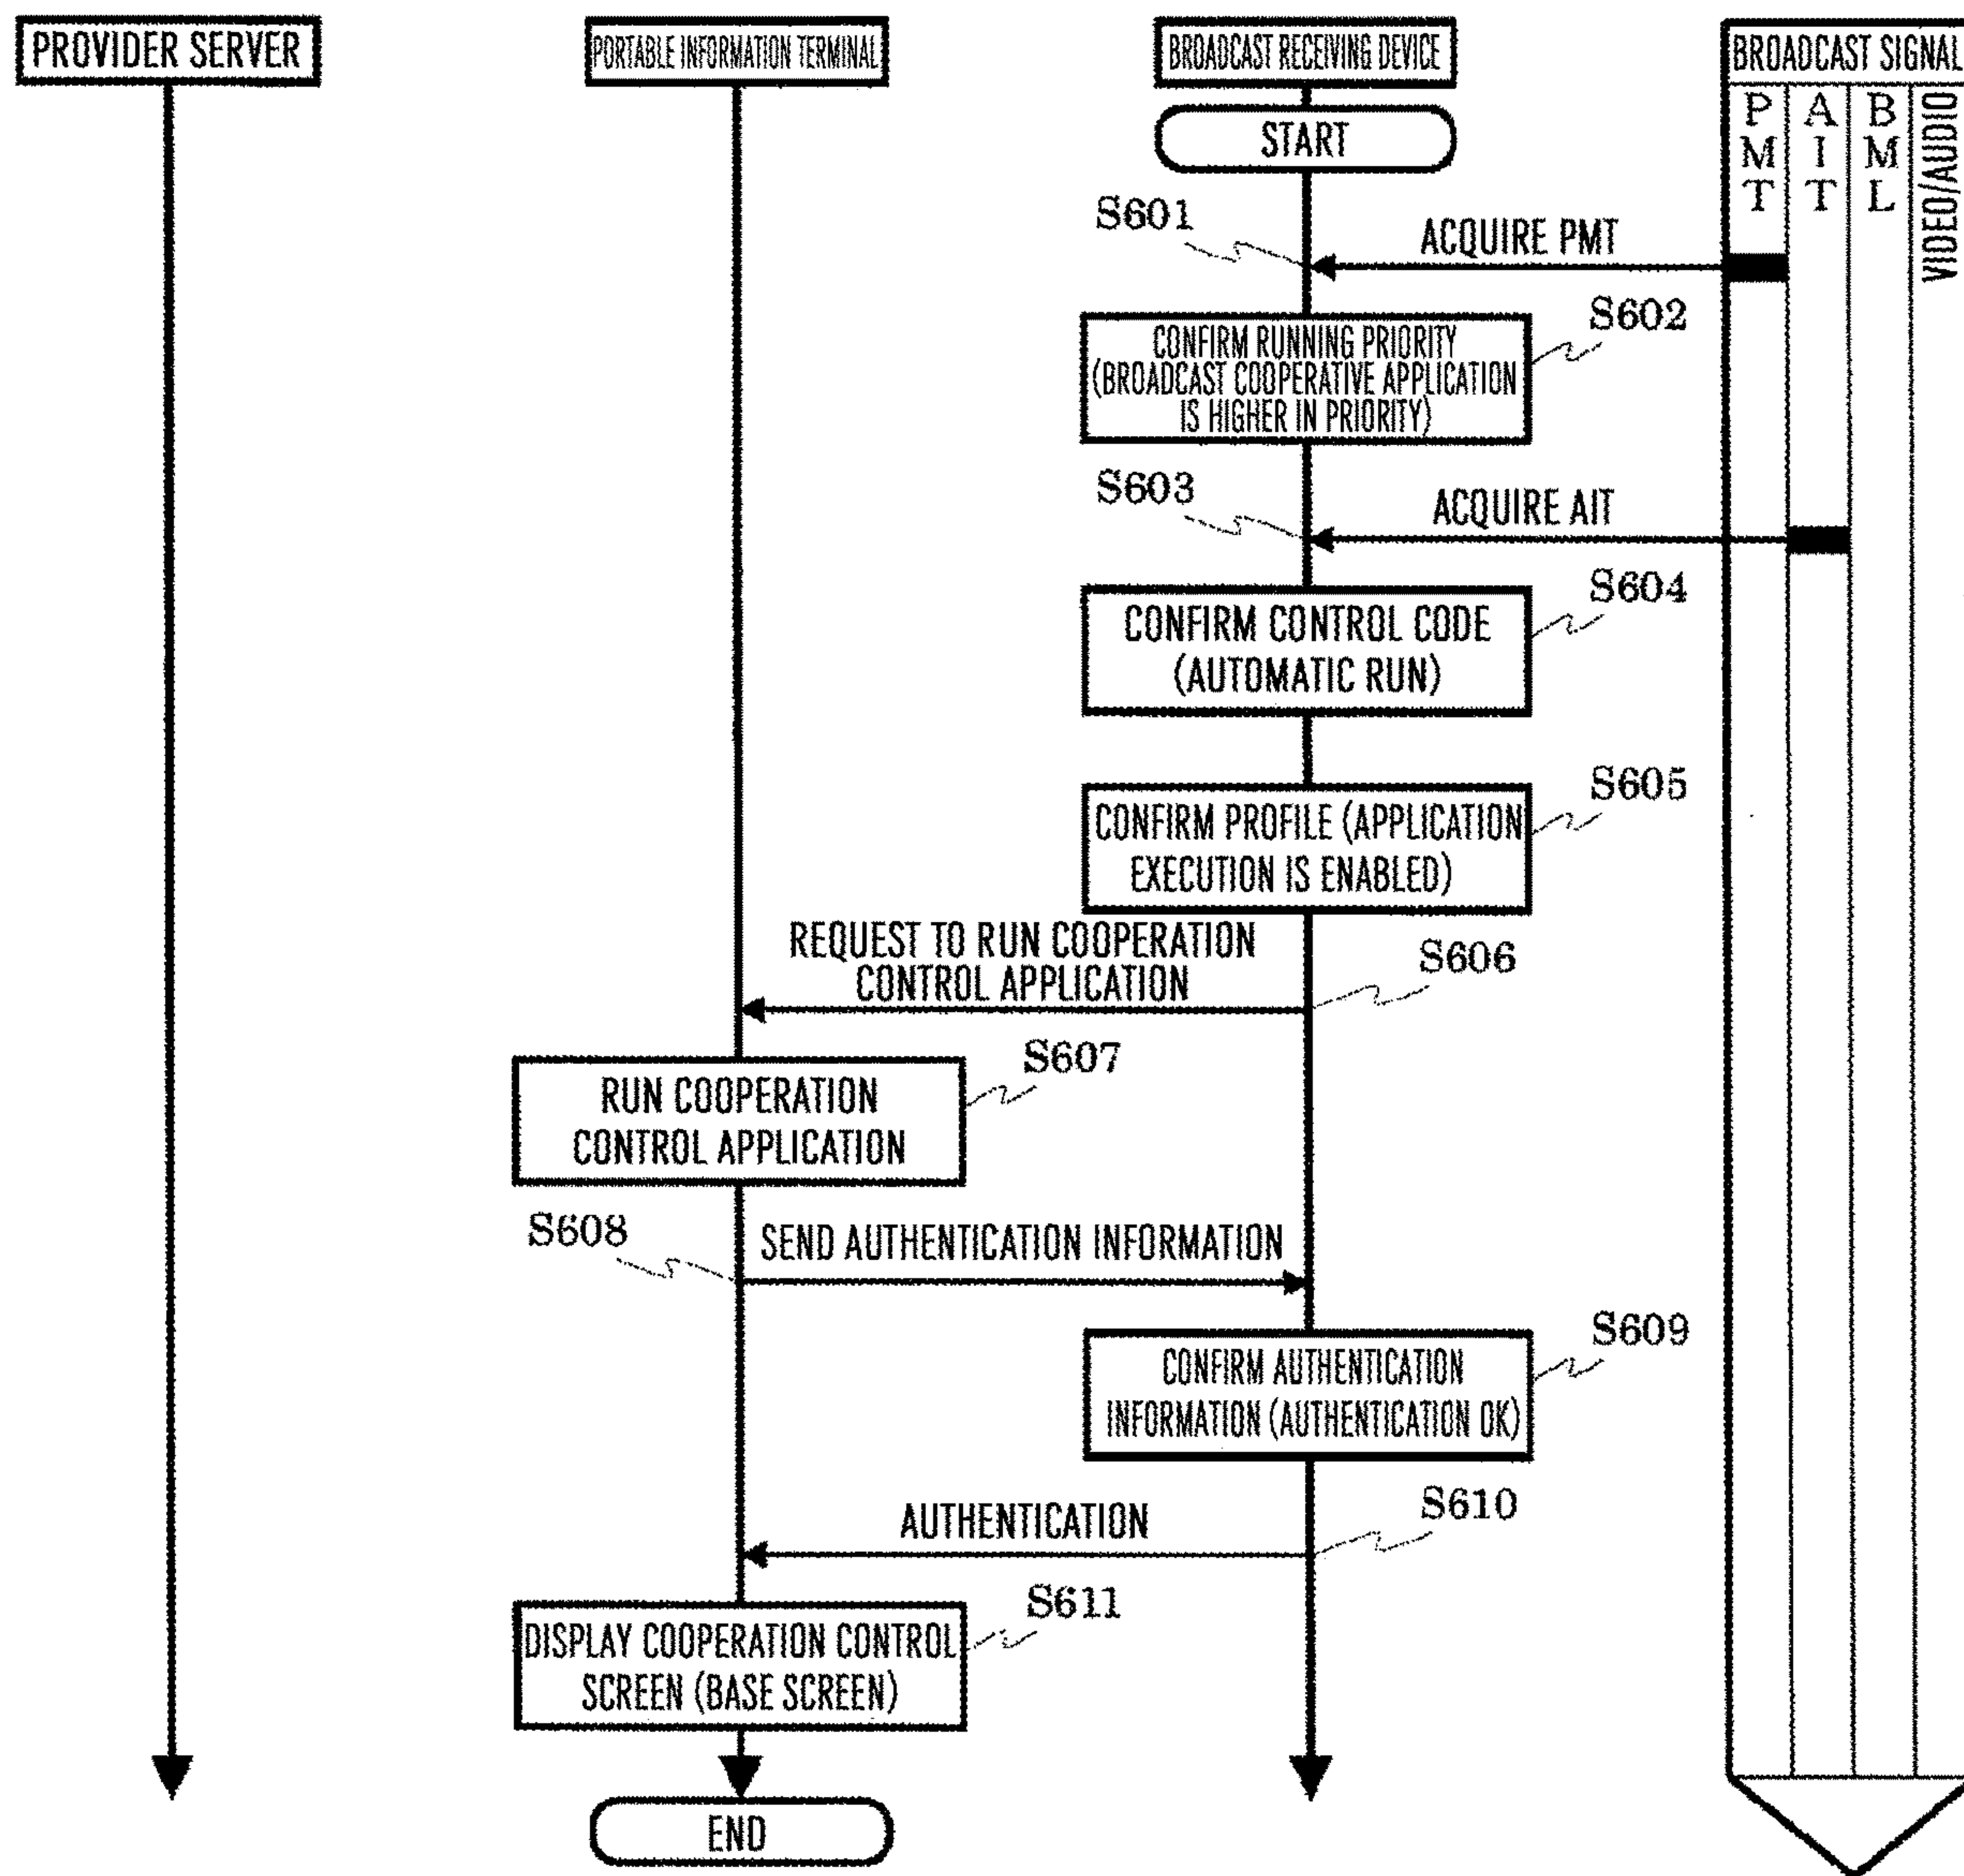 PROVIDER SERVER
PORTABLE INFORMATION TERMINAL
BROADCAST RECEIVING DEVICE
BROADCAST SIGNAL
PMT
AIT
BML
VIDEO/AUDIO
START
S601
ACQUIRE PMT
S602
CONFIRM RUNNING PRIORITY
(BROADCAST COOPERATIVE APPLICATION
IS HIGHER IN PRIORITY)
S603
ACQUIRE AIT
S604
CONFIRM CONTROL CODE
(AUTOMATIC RUN)
S605
CONFIRM PROFILE (APPLICATION
EXECUTION IS ENABLED)
REQUEST TO RUN COOPERATION
CONTROL APPLICATION
S606
S607
RUN COOPERATION
CONTROL APPLICATION
S608
SEND AUTHENTICATION INFORMATION
S609
CONFIRM AUTHENTICATION
INFORMATION (AUTHENTICATION OK)
AUTHENTICATION
S610
S611
DISPLAY COOPERATION CONTROL
SCREEN (BASE SCREEN)
END